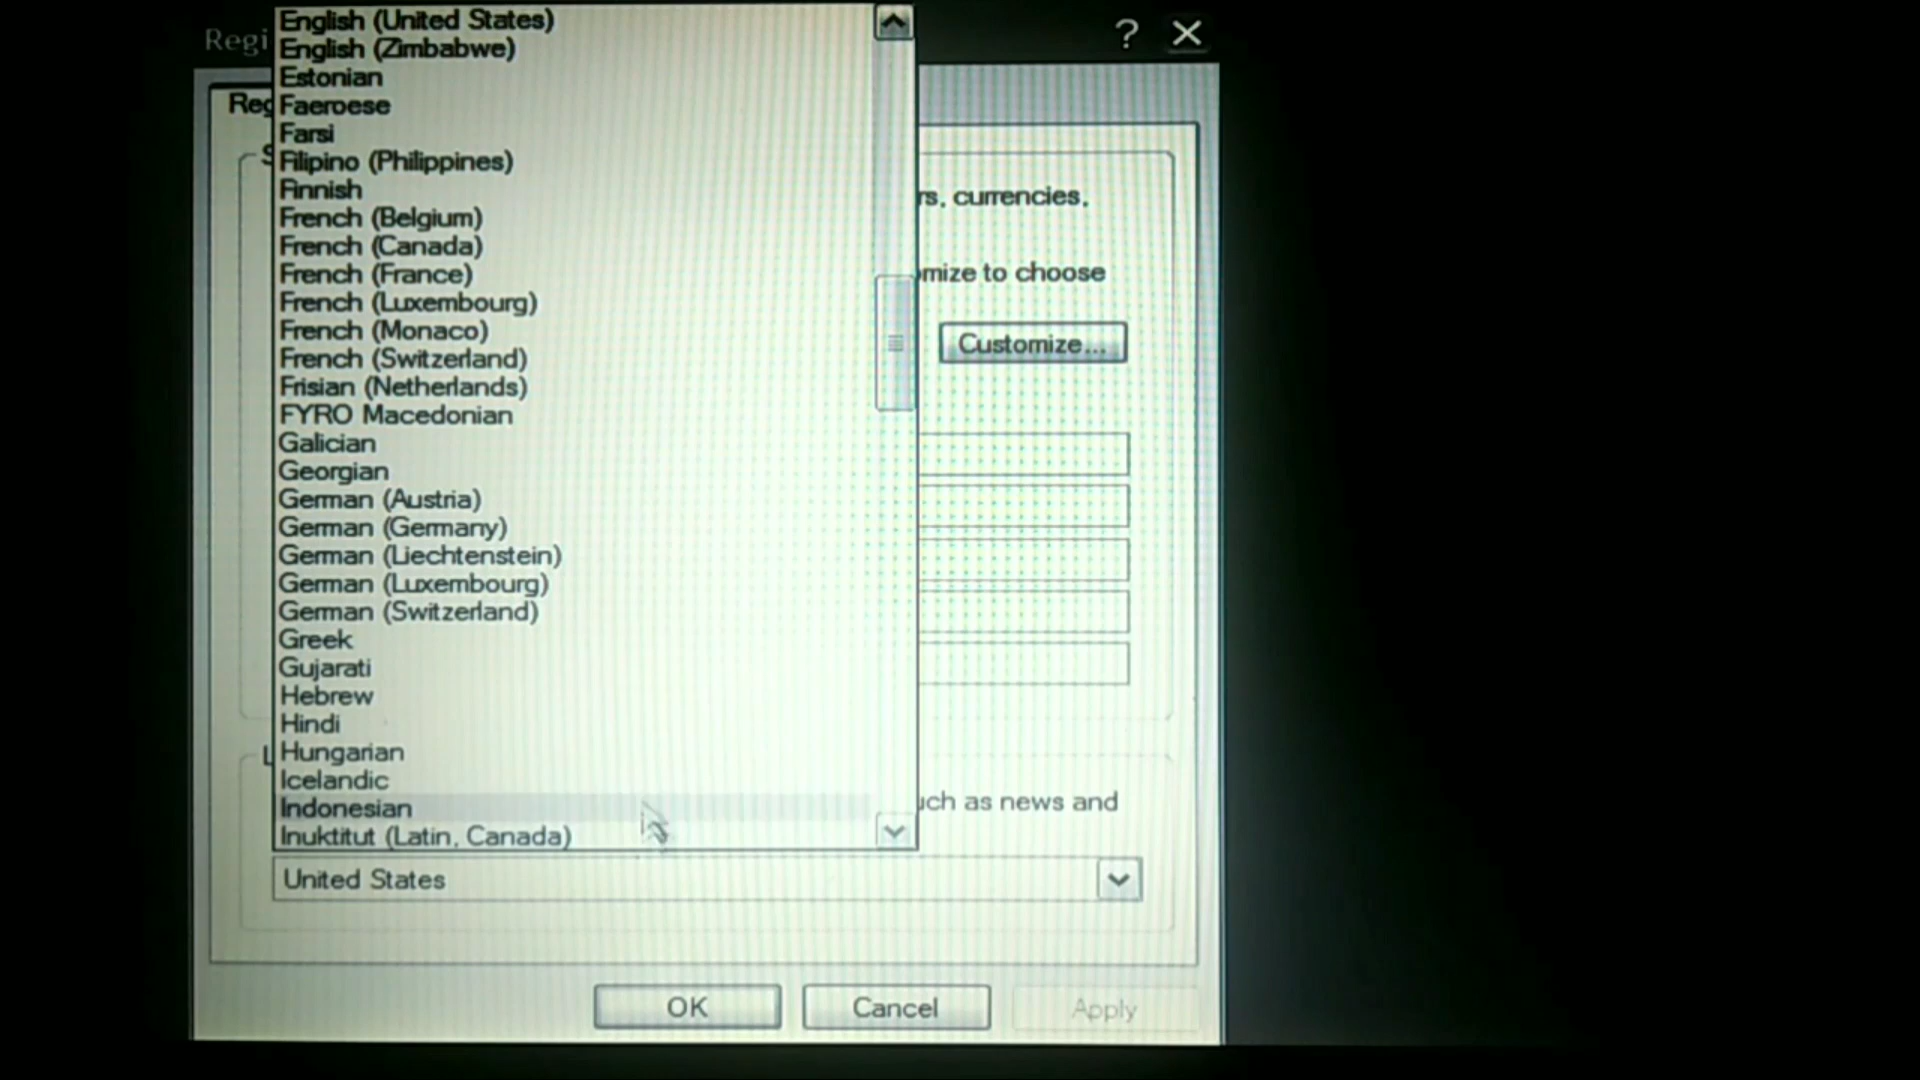 Regi
?
English (United States)
English (Zimbabwe)
Estonian
Faeroese
Farsi
Filipino (Philippines)
Finnish
French (Belgium)
French (Canada)
French (France)
French (Luxembourg)
French (Monaco)
French (Switzerland)
Frisian (Netherlands)
FYRO Macedonian
Galician
Georgian
German (Austria)
German (Germany)
German (Liechtenstein)
German (Luxembourg)
German (Switzerland)
Greek
Gujarati
Hebrew
Hindi
Hungarian
Icelandic
Indonesian
Inuktitut (Latin, Canada)
Reg
S
rs, currencies,
mize to choose
Customize...
L
uch as news and
United States
OK
Cancel
Apply